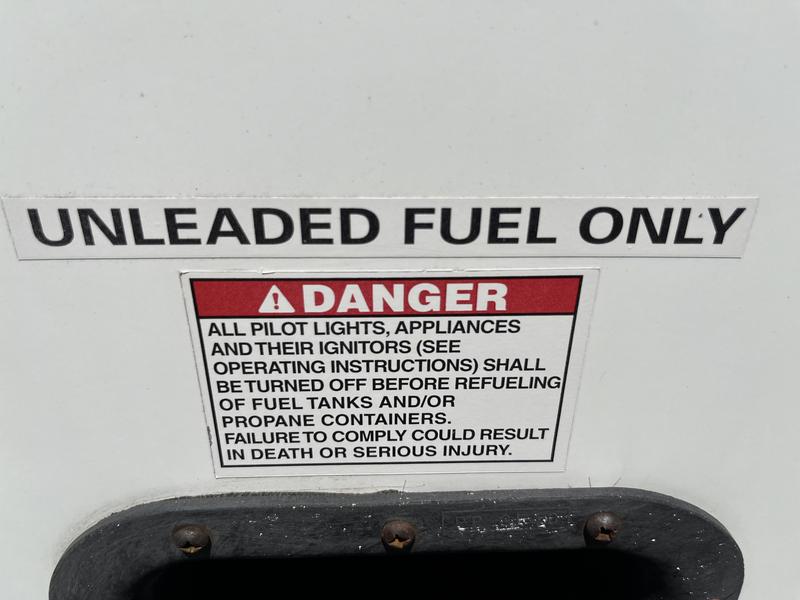 UNLEADED FUEL ONLY
DANGER
ALL PILOT LIGHTS, APPLIANCES
AND THEIR IGNITORS (SEE
OPERATING INSTRUCTIONS) SHALL
BE TURNED OFF BEFORE REFUELING
OF FUEL TANKS AND/OR
PROPANE CONTAINERS.
FAILURE TO COMPLY COULD RESULT
IN DEATH OR SERIOUS INJURY.